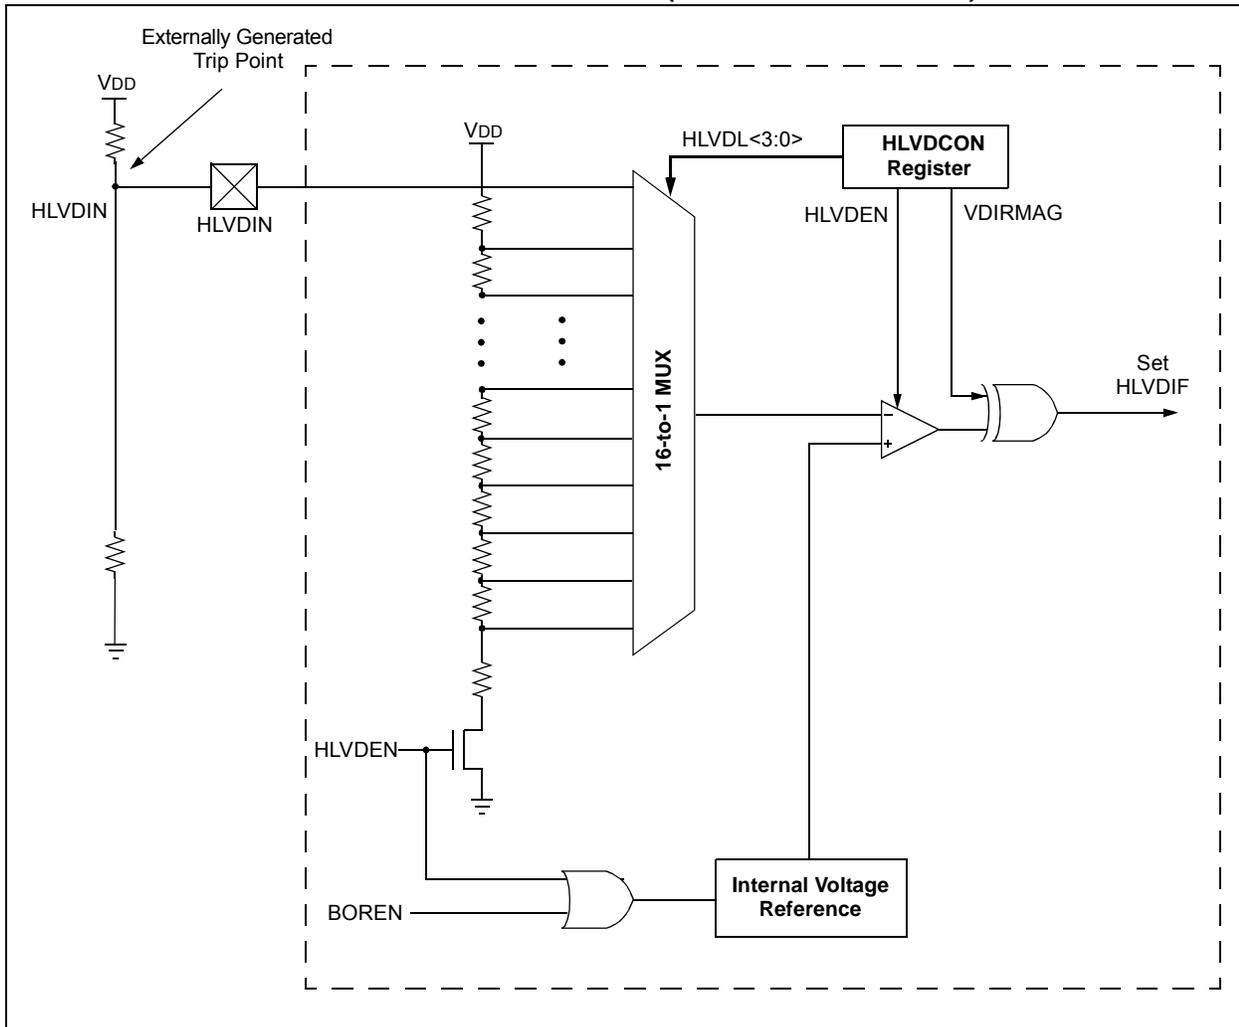 Externally Generated
Trip Point
VDD
VDD
HLVDL<3:0>
HLVDCON
Register
HLVDIN
HLVDIN
HLVDEN
VDIRMAG
16-to-1 MUX
Set
HLVDIF
−
+
HLVDEN
BOREN
Internal Voltage
Reference